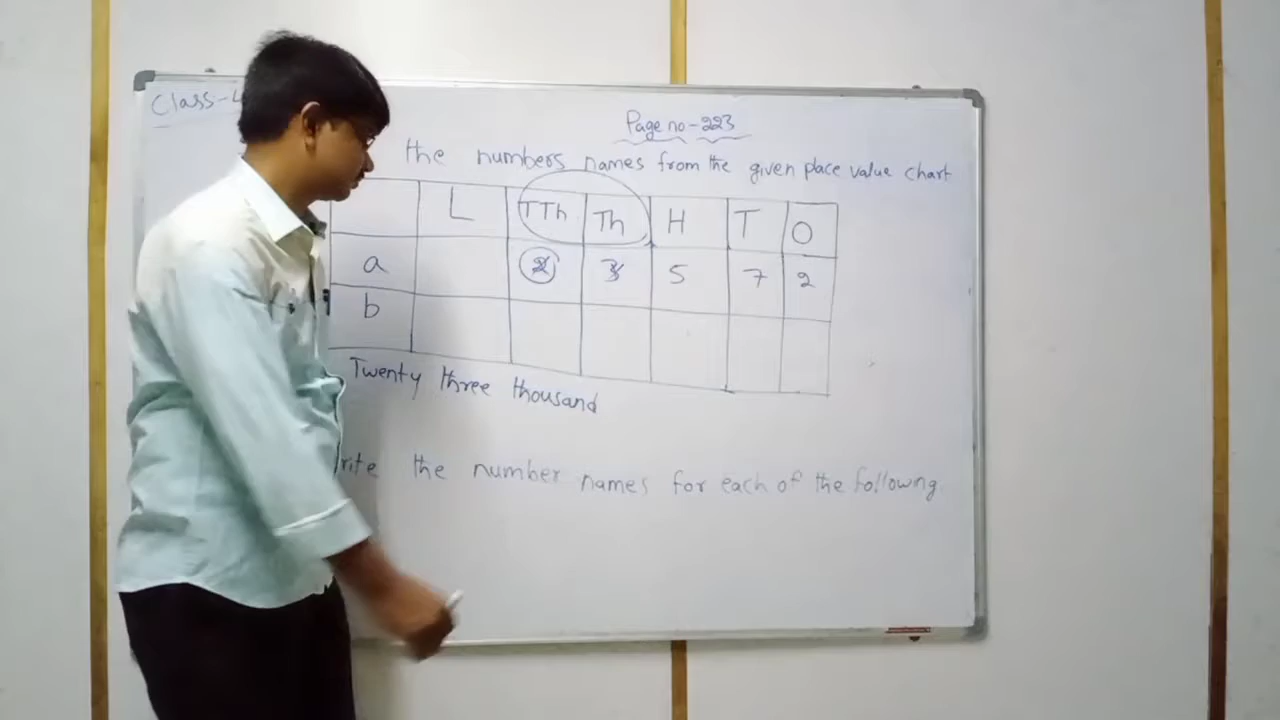 Class-4
Page no-223
the numbers names from the given place value chart
L TTh Th H T O
a 2 3 5 7 2
b
Twenty three thousand
rite the number names for each of the following